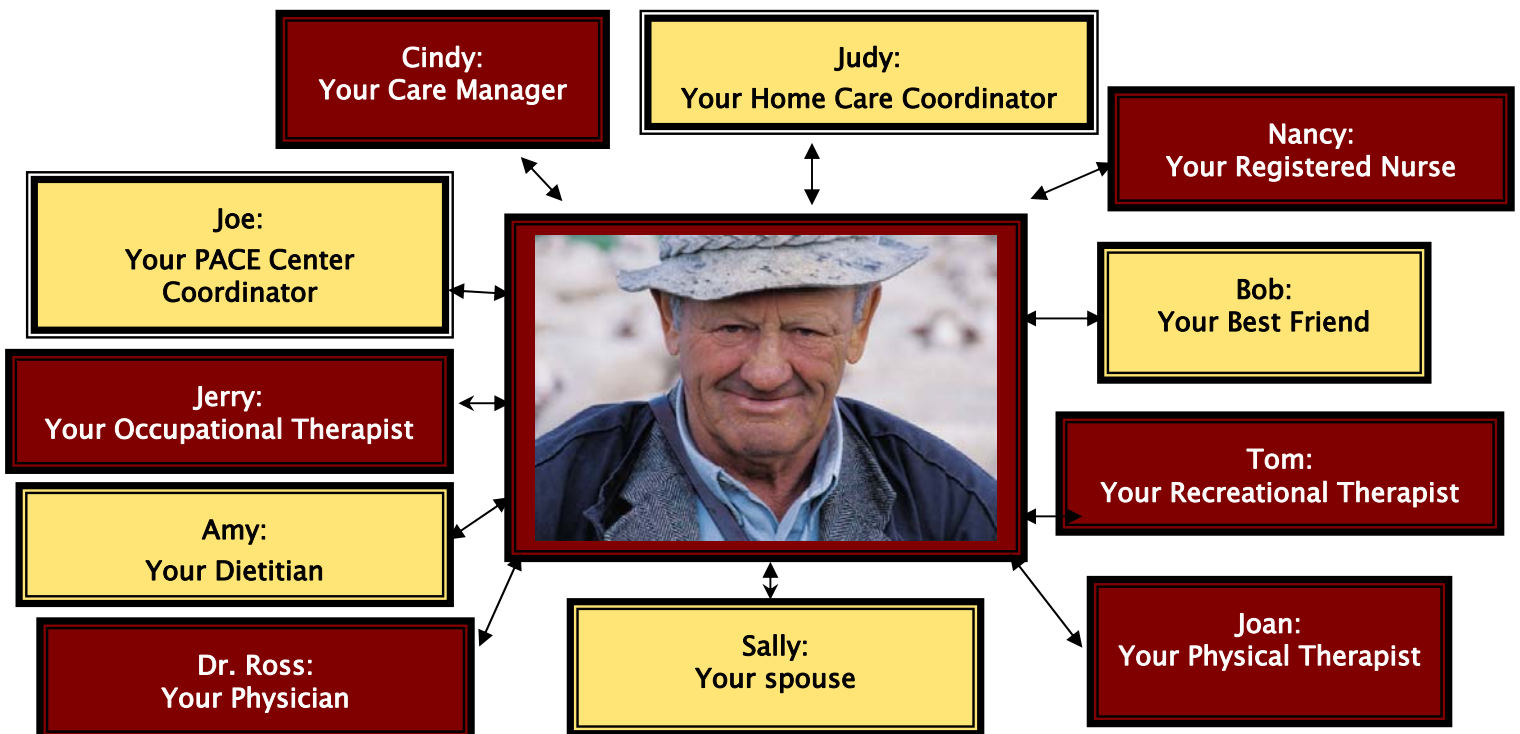 Cindy:
Your Care Manager
Judy:
Your Home Care Coordinator
Nancy:
Your Registered Nurse
Joe:
Your PACE Center
Coordinator
Bob:
Your Best Friend
Jerry:
Your Occupational Therapist
Tom:
Your Recreational Therapist
Amy:
Your Dietitian
Joan:
Your Physical Therapist
Sally:
Your spouse
Dr. Ross:
Your Physician